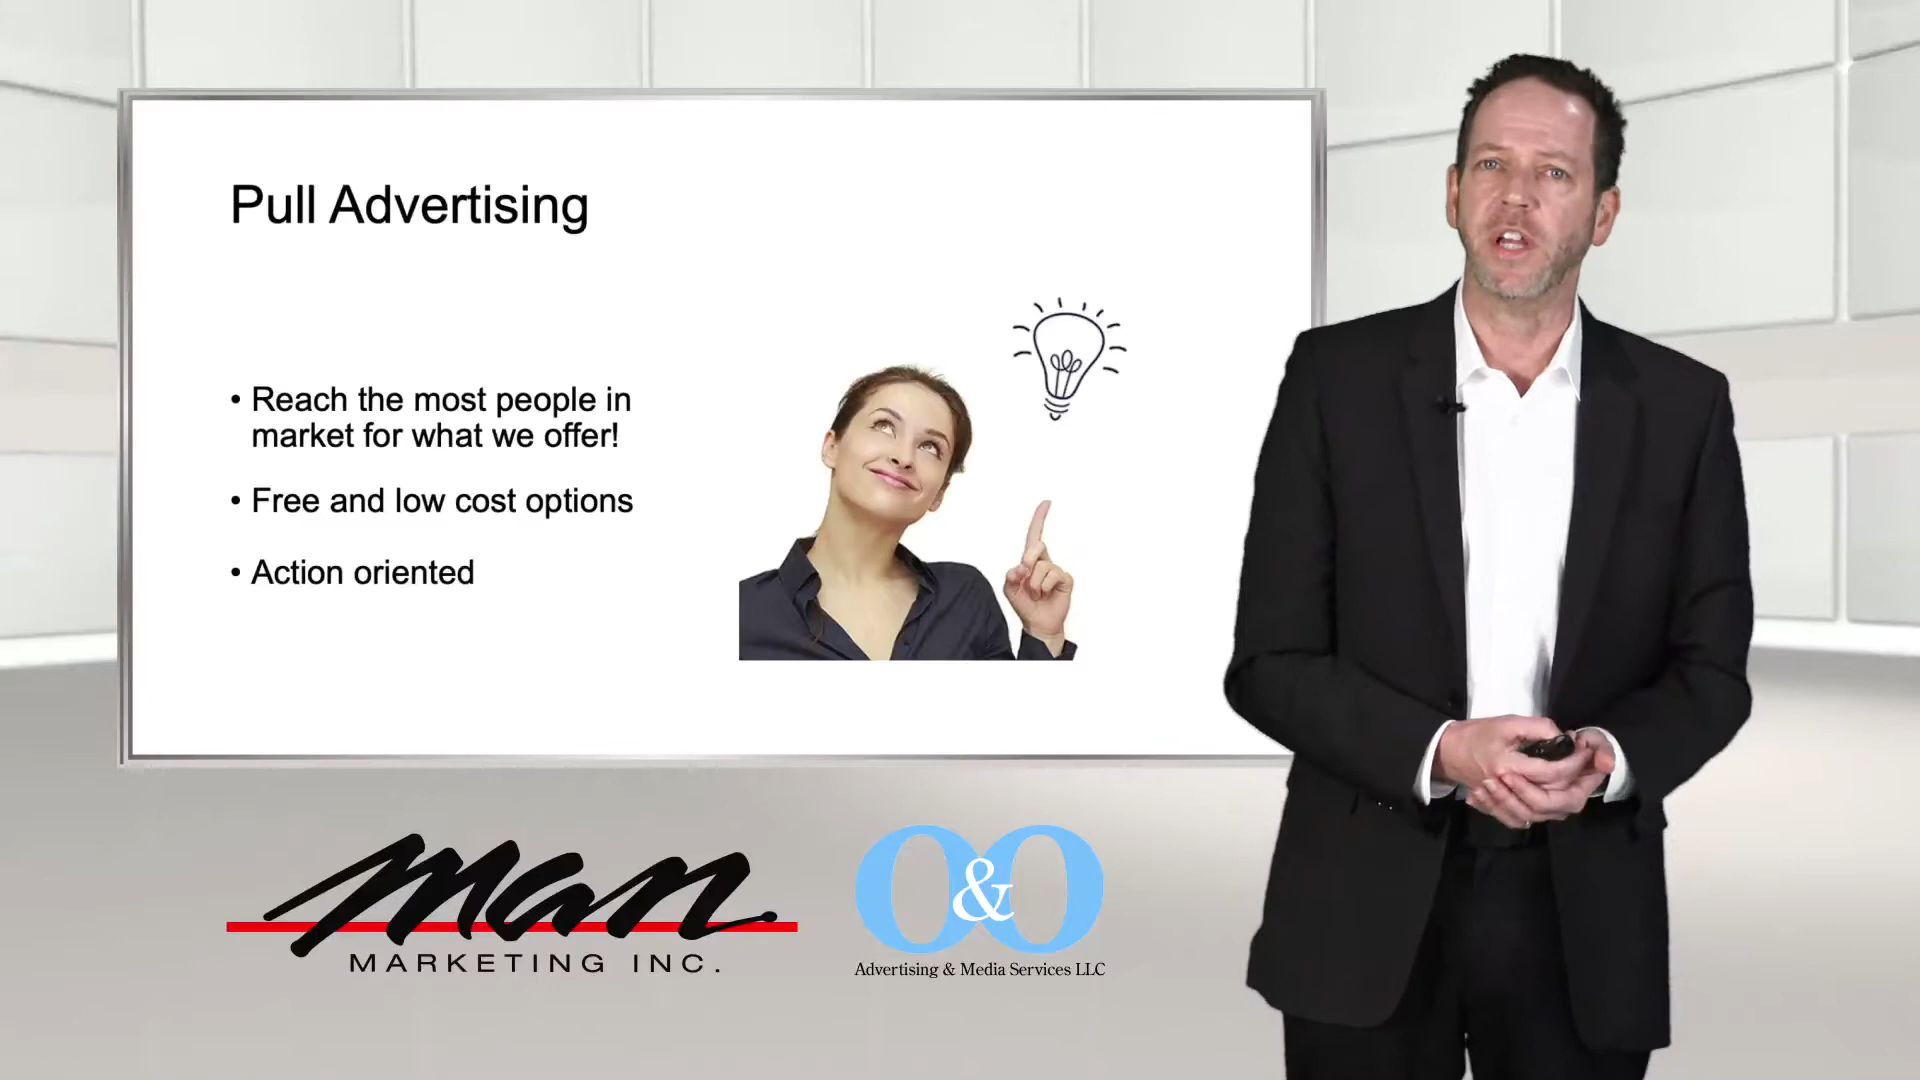 Pull Advertising
• Reach the most people in
market for what we offer!
• Free and low cost options
• Action oriented
man
MARKETING INC.
O&O
Advertising & Media Services LLC